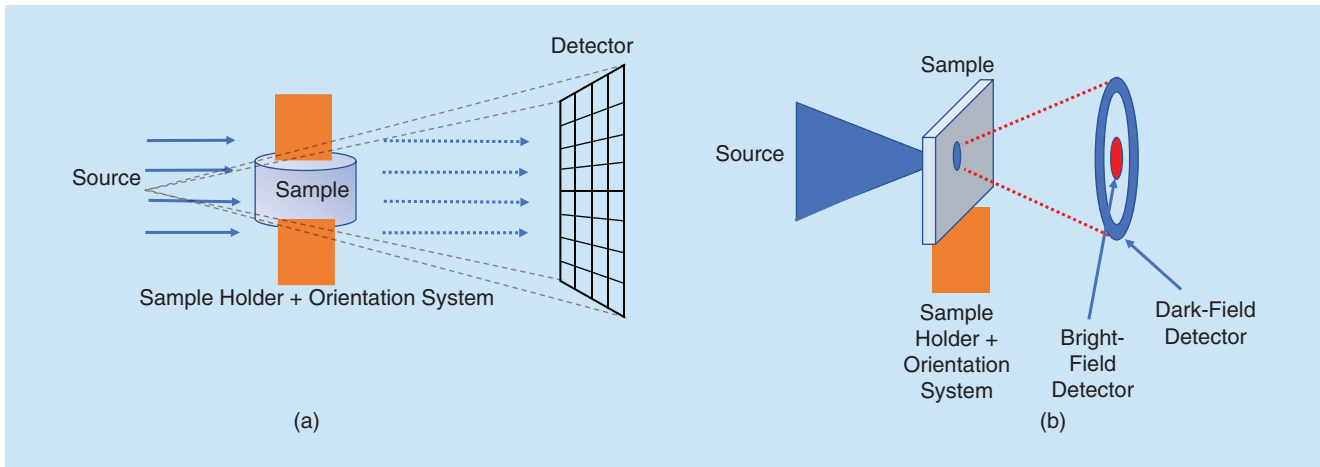 Detector
Source
Sample
Sample Holder + Orientation System
(a)
Sample
Source
Sample
Holder +
Orientation
System
Bright-
Field
Detector
Dark-Field
Detector
(b)